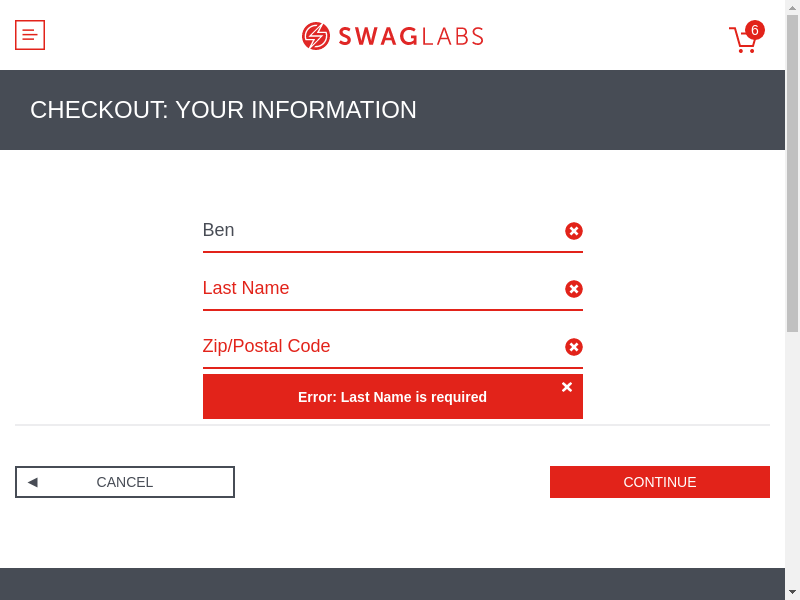 SWAGLABS
6
CHECKOUT: YOUR INFORMATION
Ben
Last Name
Zip/Postal Code
Error: Last Name is required
CANCEL
CONTINUE